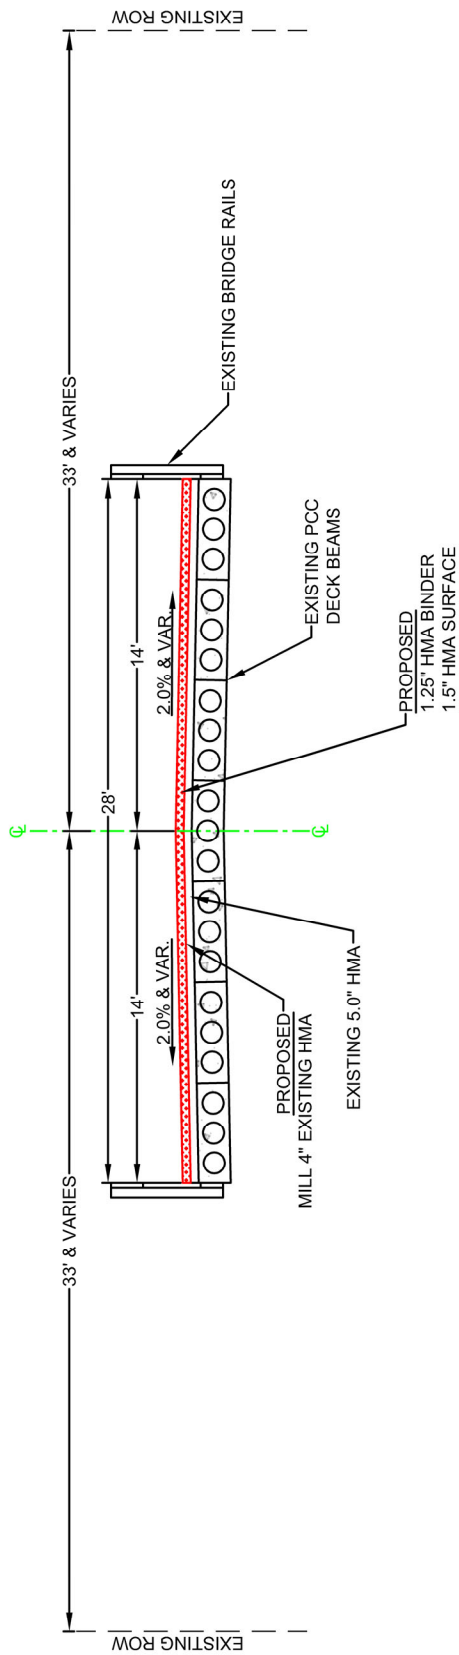 EXISTING ROW
EXISTING ROW
33' & VARIES
33' & VARIES
28'
14'
14'
2.0% & VAR.
2.0% & VAR.
℄
℄
EXISTING BRIDGE RAILS
EXISTING PCC
DECK BEAMS
PROPOSED
1.25" HMA BINDER
1.5" HMA SURFACE
PROPOSED
MILL 4" EXISTING HMA
EXISTING 5.0" HMA